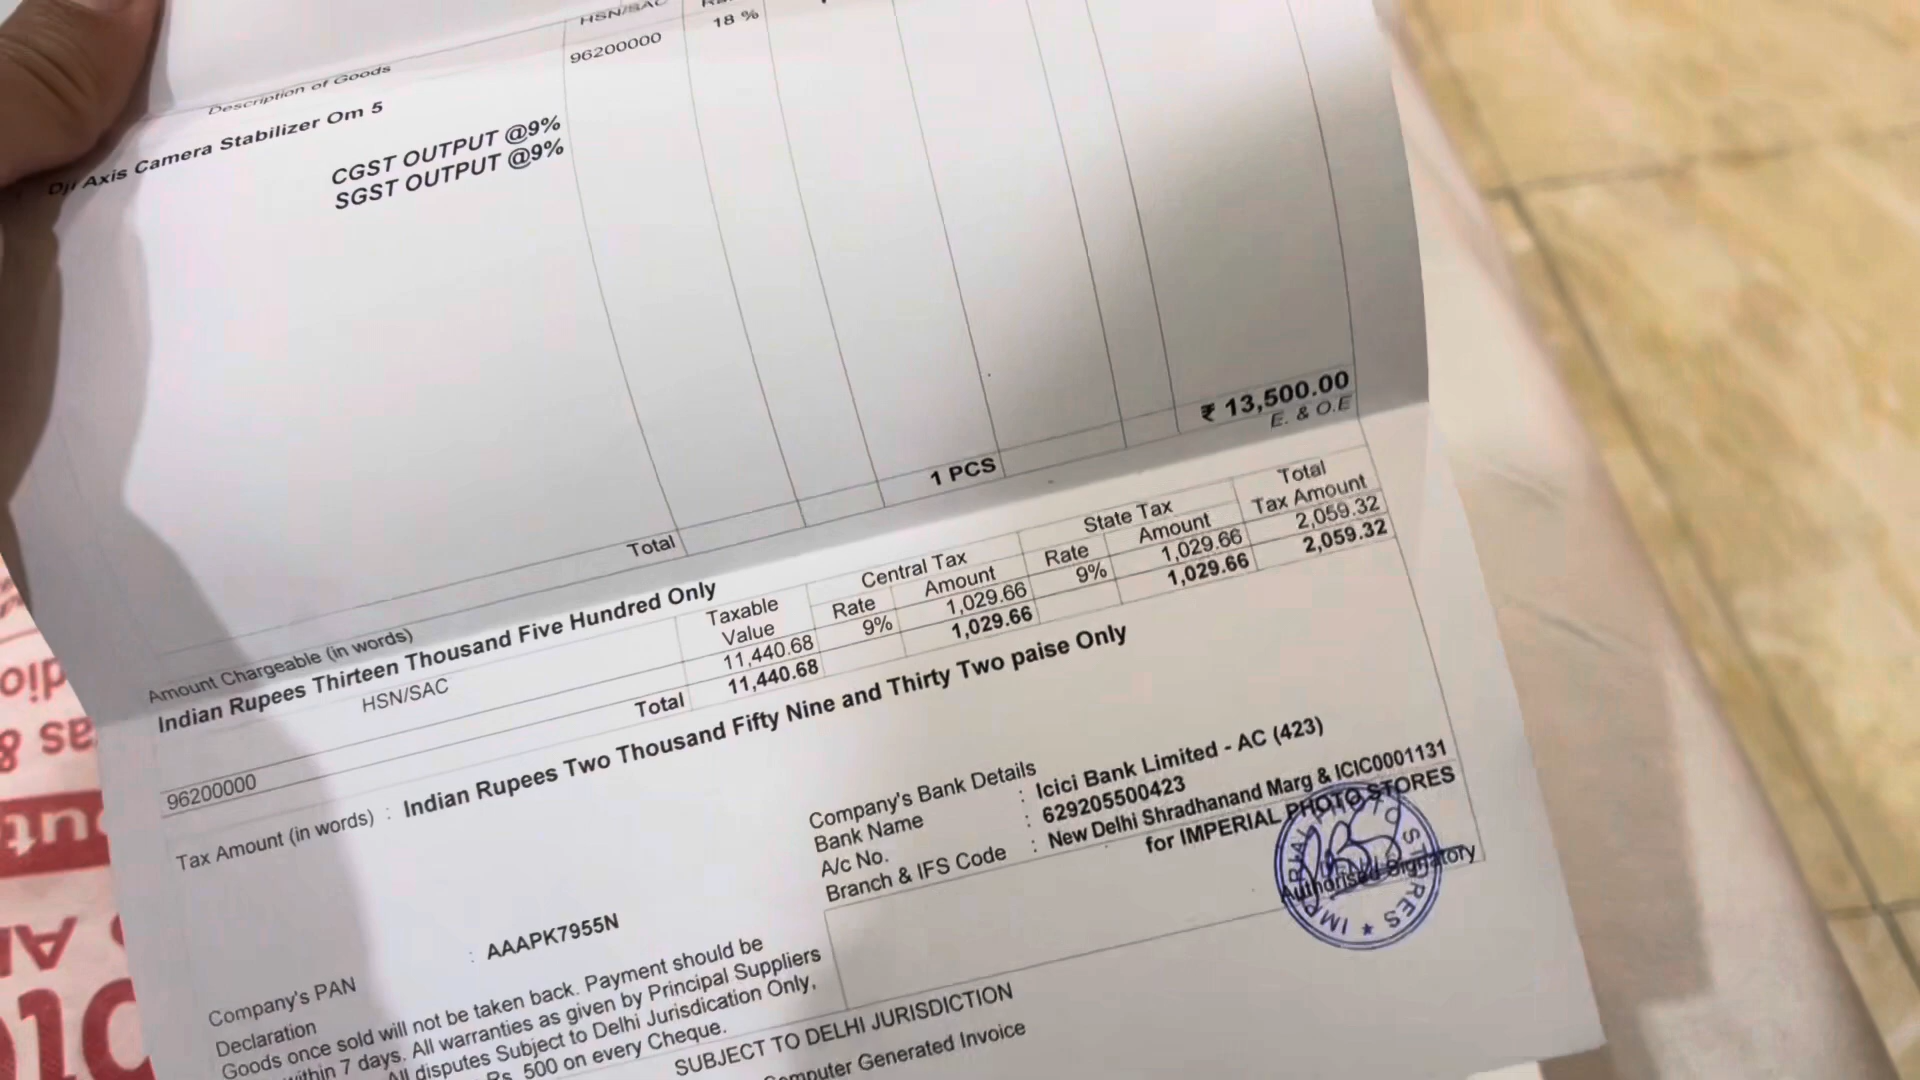 Description of Goods
HSN/SAC
Dji Axis Camera Stabilizer Om 5
96200000
18 %
CGST OUTPUT @9%
SGST OUTPUT @9%
Total
1 PCS
₹ 13,500.00
E. & O.E
Amount Chargeable (in words)
Indian Rupees Thirteen Thousand Five Hundred Only
HSN/SAC
Taxable Value
Central Tax
State Tax
Total
Tax Amount
Rate
Amount
Rate
Amount
96200000
11,440.68
9%
1,029.66
9%
1,029.66
2,059.32
Total
11,440.68
1,029.66
1,029.66
2,059.32
Tax Amount (in words) : Indian Rupees Two Thousand Fifty Nine and Thirty Two paise Only
Company's Bank Details
Bank Name : Icici Bank Limited - AC (423)
A/c No. : 629205500423
Branch & IFS Code : New Delhi Shradhanand Marg & ICIC0001131
for IMPERIAL PHOTO STORES
Authorised Signatory
IMPERIAL PHOTO STORES
Company's PAN : AAAPK7955N
Declaration
Goods once sold will not be taken back. Payment should be
within 7 days. All warranties as given by Principal Suppliers
All disputes Subject to Delhi Jurisdication Only,
Rs. 500 on every Cheque.
SUBJECT TO DELHI JURISDICTION
Computer Generated Invoice